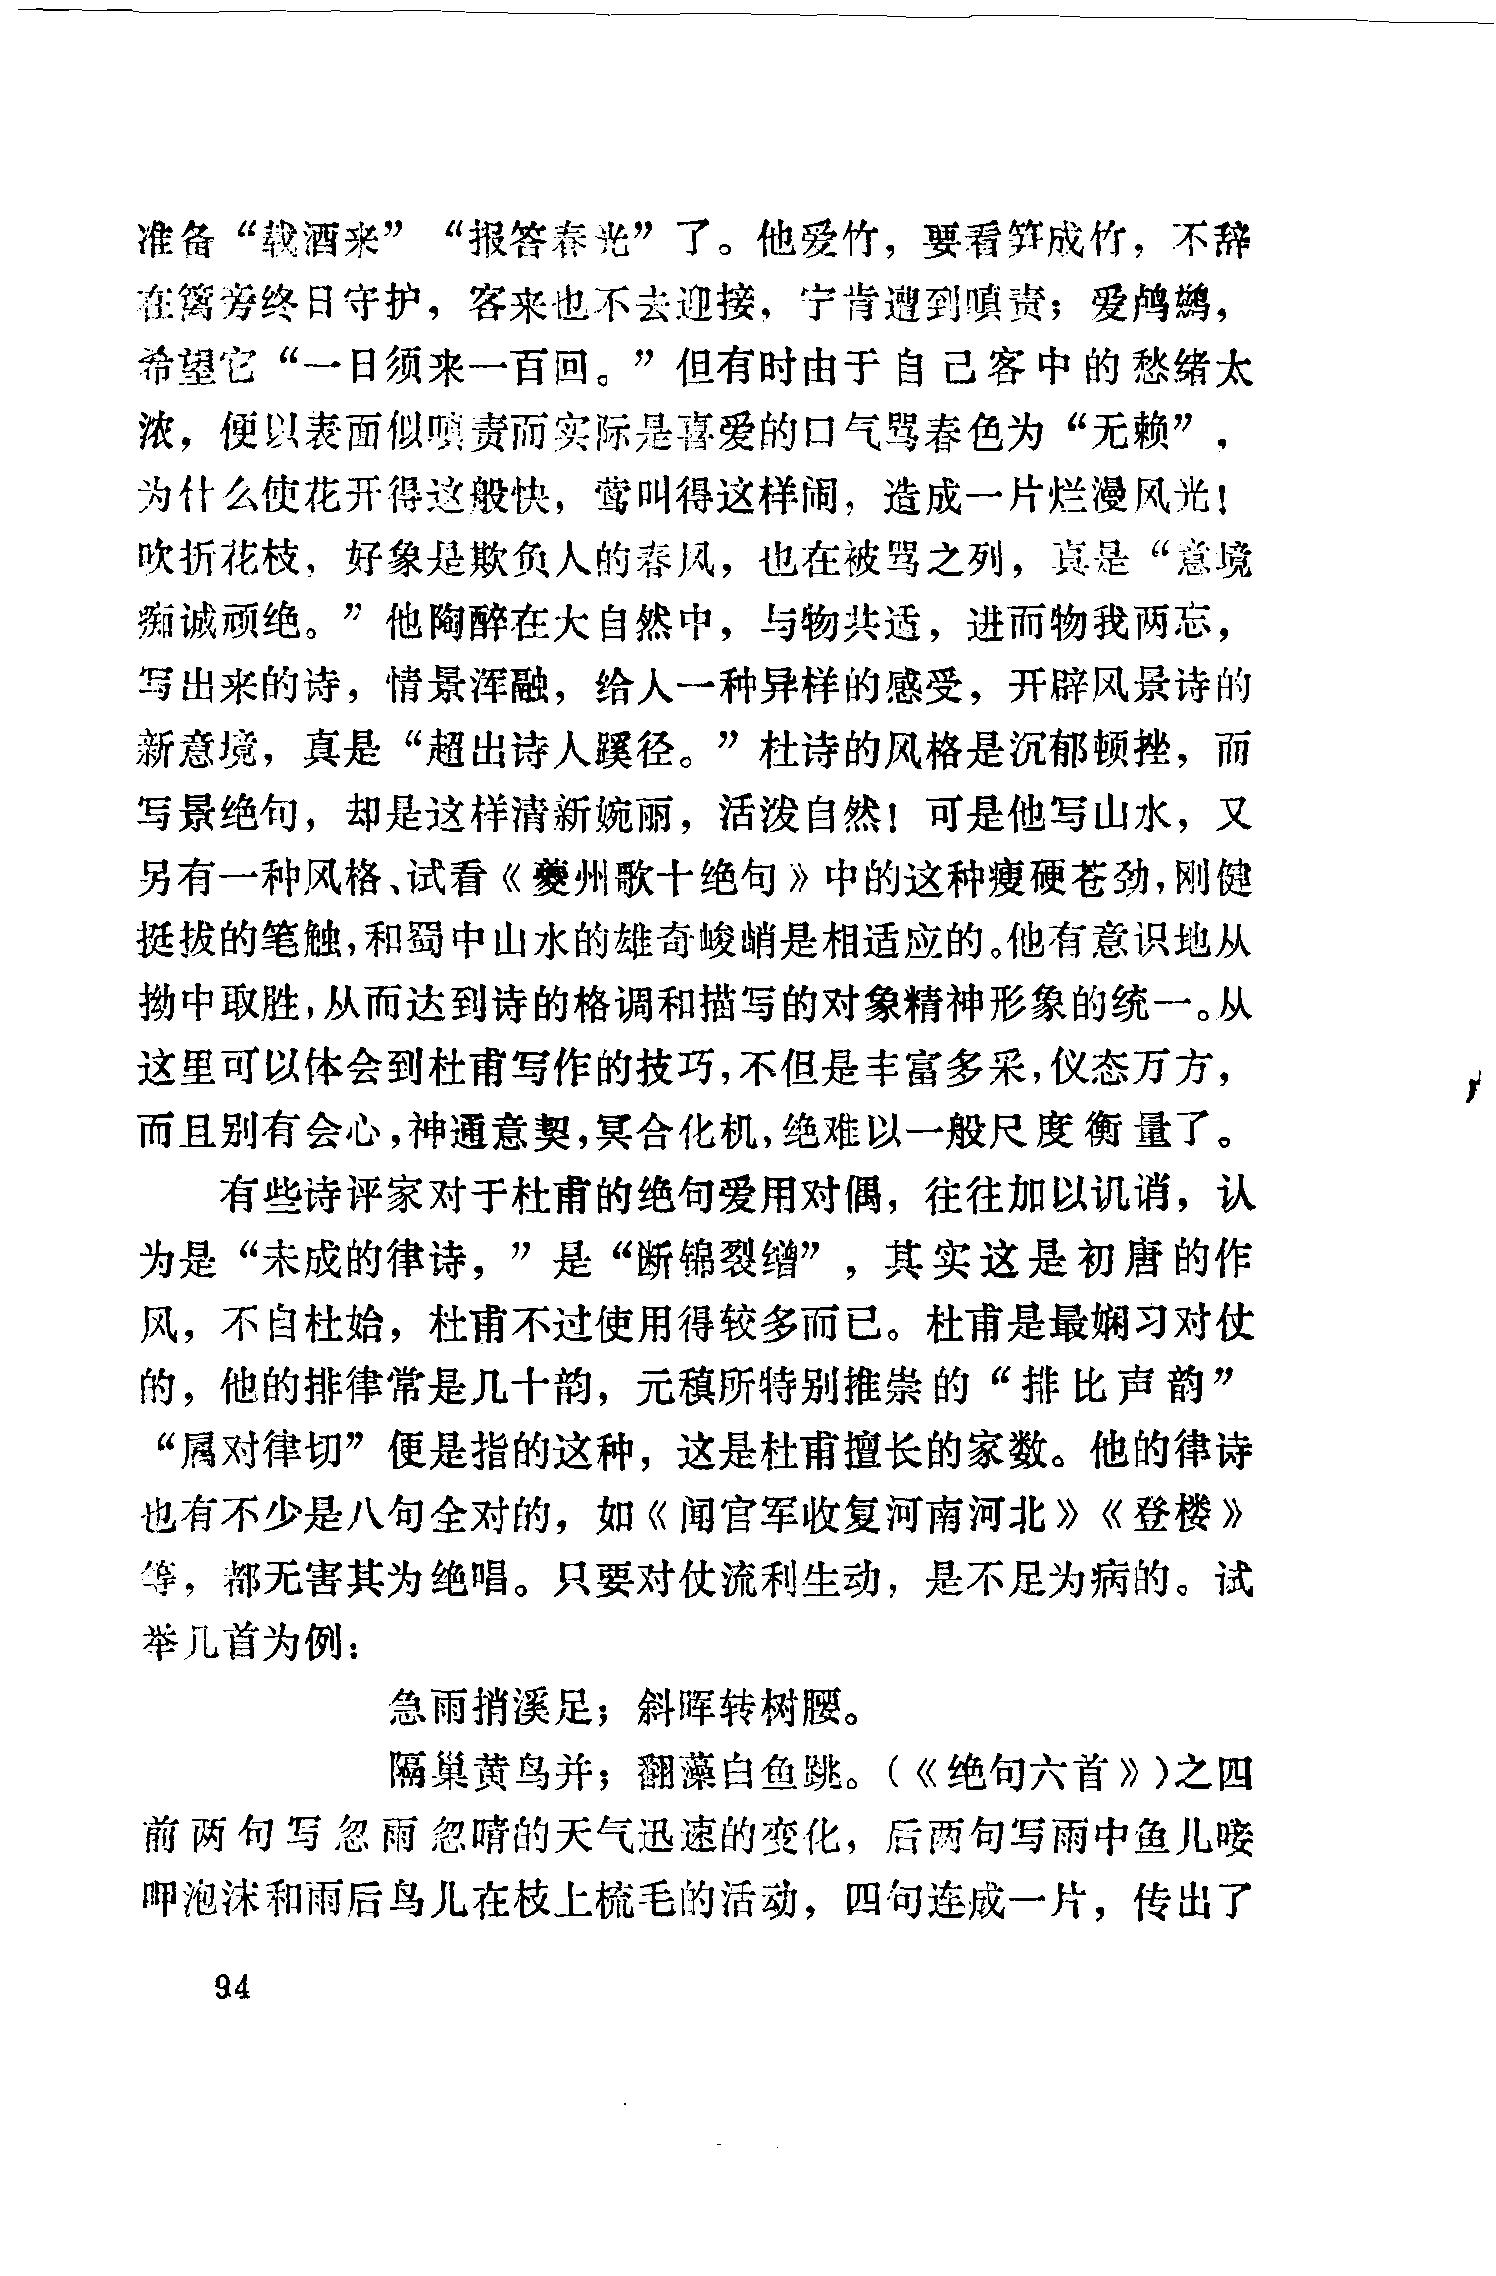 准备“载酒来”“报答春光”了。他爱竹，要看笋成竹，不辞
在篱旁终日守护，客来也不去迎接，宁肯遭到嗔责；爱鸬鹚，
希望它“一日须来一百回。”但有时由于自己客中的愁绪太
浓，便以表面似嗔责而实际是喜爱的口气骂春色为“无赖”，
为什么使花开得这般快，莺叫得这样闹，造成一片烂漫风光！
吹折花枝，好象是欺负人的春风，也在被骂之列，真是“意境
痴诚顽绝。”他陶醉在大自然中，与物共适，进而物我两忘，
写出来的诗，情景浑融，给人一种异样的感受，开辟风景诗的
新意境，真是“超出诗人蹊径。”杜诗的风格是沉郁顿挫，而
写景绝句，却是这样清新婉丽，活泼自然！可是他写山水，又
另有一种风格、试看《夔州歌十绝句》中的这种瘦硬苍劲，刚健
挺拔的笔触，和蜀中山水的雄奇峻峭是相适应的。他有意识地从
拗中取胜，从而达到诗的格调和描写的对象精神形象的统一。从
这里可以体会到杜甫写作的技巧，不但是丰富多采，仪态万方，
而且别有会心，神通意契，冥合化机，绝难以一般尺度衡量了。
有些诗评家对于杜甫的绝句爱用对偶，往往加以讥诮，认
为是“未成的律诗，”是“断锦裂缯”，其实这是初唐的作
风，不自杜始，杜甫不过使用得较多而已。杜甫是最娴习对仗
的，他的排律常是几十韵，元稹所特别推崇的“排比声韵”
“属对律切”便是指的这种，这是杜甫擅长的家数。他的律诗
也有不少是八句全对的，如《闻官军收复河南河北》《登楼》
等，都无害其为绝唱。只要对仗流利生动，是不足为病的。试
举几首为例：
急雨捎溪足；斜晖转树腰。
隔巢黄鸟并；翻藻白鱼跳。（《绝句六首》）之四
前两句写忽雨忽晴的天气迅速的变化，后两句写雨中鱼儿唼
呷泡沫和雨后鸟儿在枝上梳毛的活动，四句连成一片，传出了
94